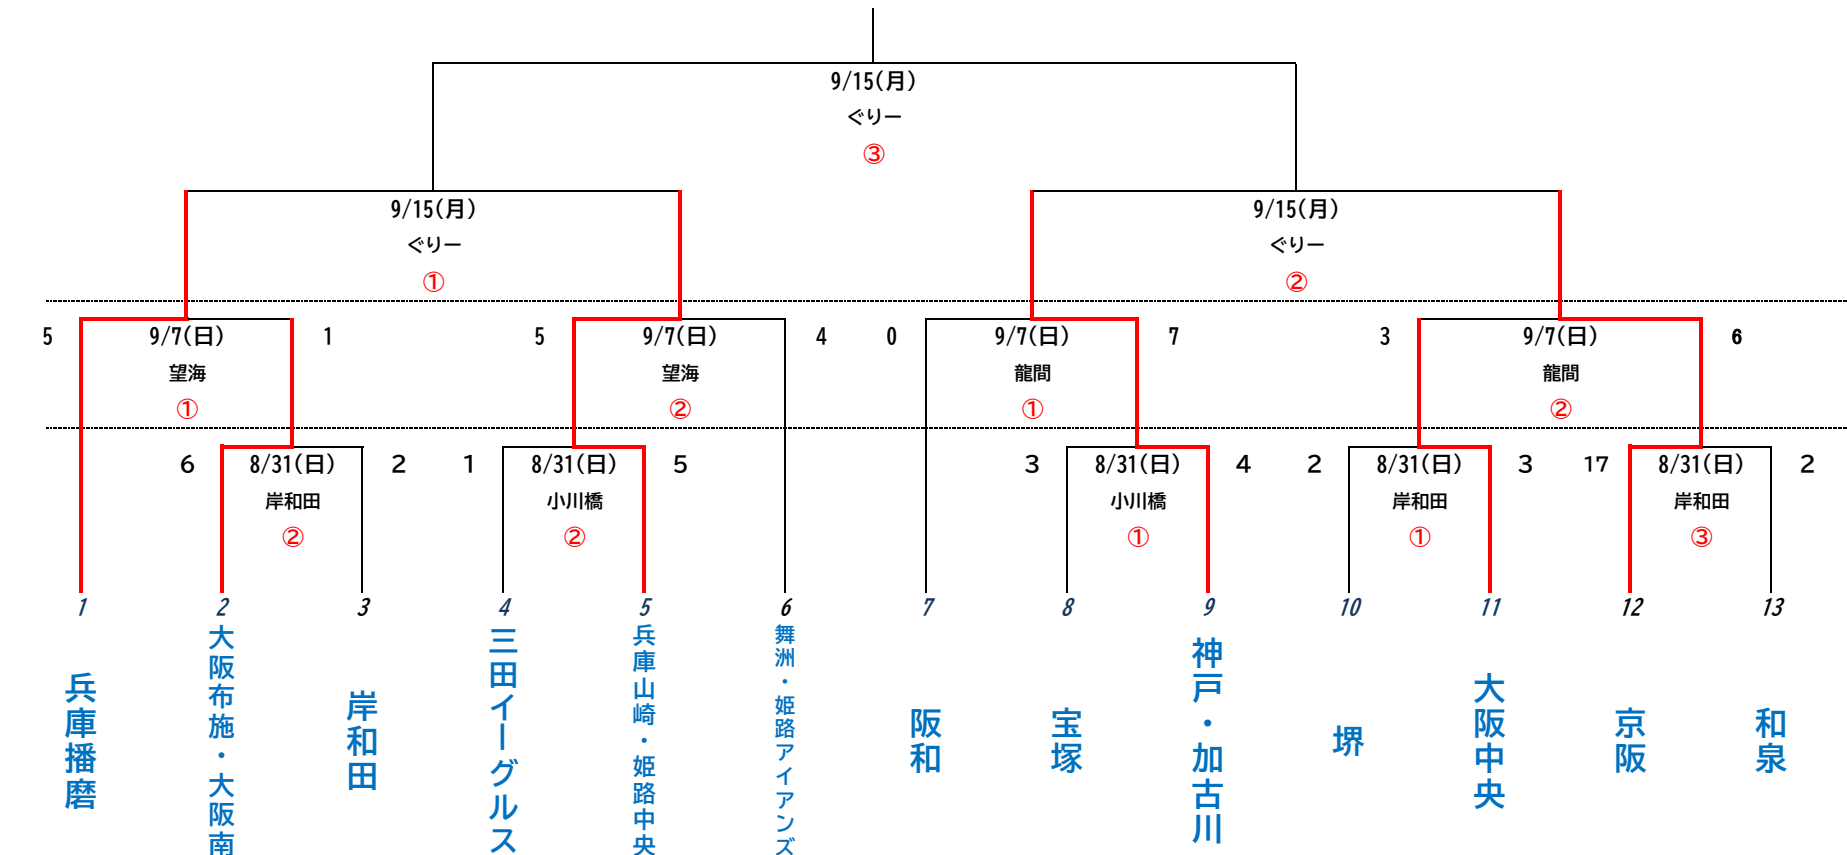 9/15(月)
ぐりー
③
9/15(月)
ぐりー
①
9/15(月)
ぐりー
②
5 9/7(日) 1 5 9/7(日) 4 0 9/7(日) 7 3 9/7(日) 6
望海 望海 龍間 龍間
① ② ① ②
6 8/31(日) 2 1 8/31(日) 5 3 8/31(日) 4 2 8/31(日) 3 17 8/31(日) 2
岸和田 小川橋 小川橋 岸和田 岸和田
② ② ① ① ③
1 2 3 4 5 6 7 8 9 10 11 12 13
兵庫播磨
大阪布施・大阪南
岸和田
三田イーグルス
兵庫山崎・姫路中央
舞洲・姫路アイアンズ
阪和
宝塚
神戸・加古川
堺
大阪中央
京阪
和泉